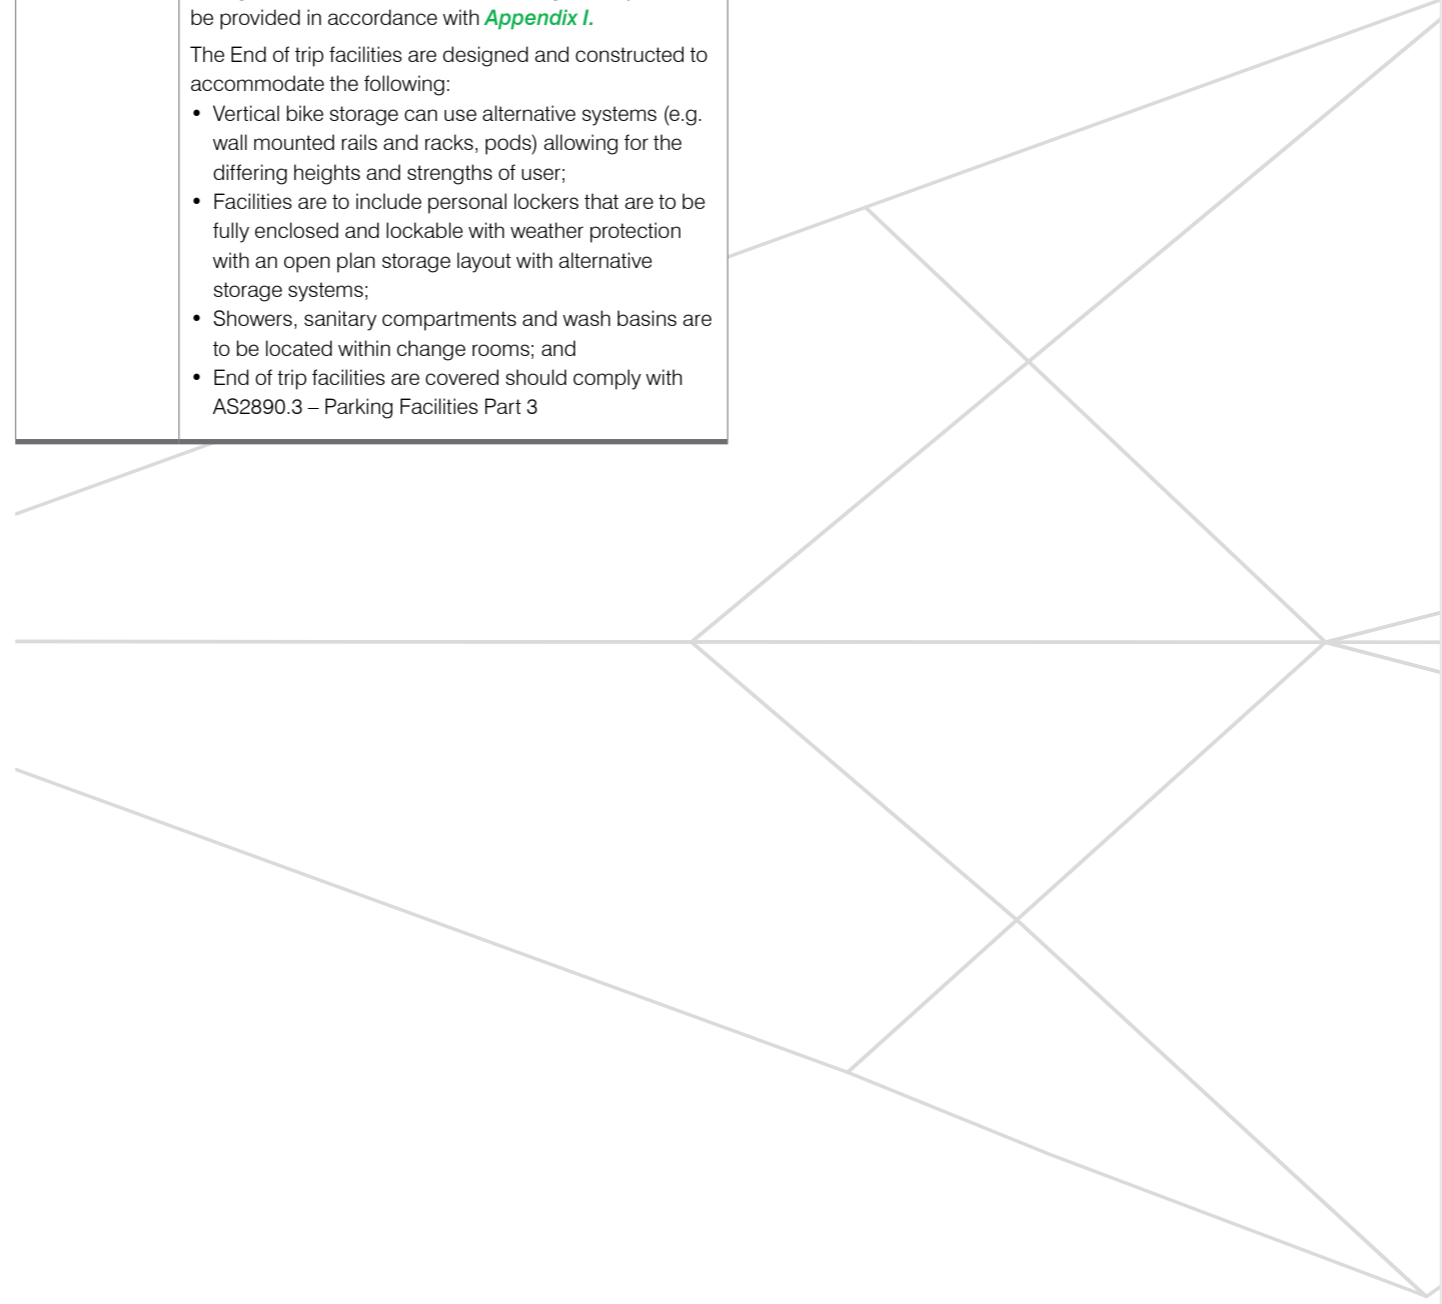 be provided in accordance with Appendix I.
The End of trip facilities are designed and constructed to
accommodate the following:
• Vertical bike storage can use alternative systems (e.g.
wall mounted rails and racks, pods) allowing for the
differing heights and strengths of user;
• Facilities are to include personal lockers that are to be
fully enclosed and lockable with weather protection
with an open plan storage layout with alternative
storage systems;
• Showers, sanitary compartments and wash basins are
to be located within change rooms; and
• End of trip facilities are covered should comply with
AS2890.3 – Parking Facilities Part 3